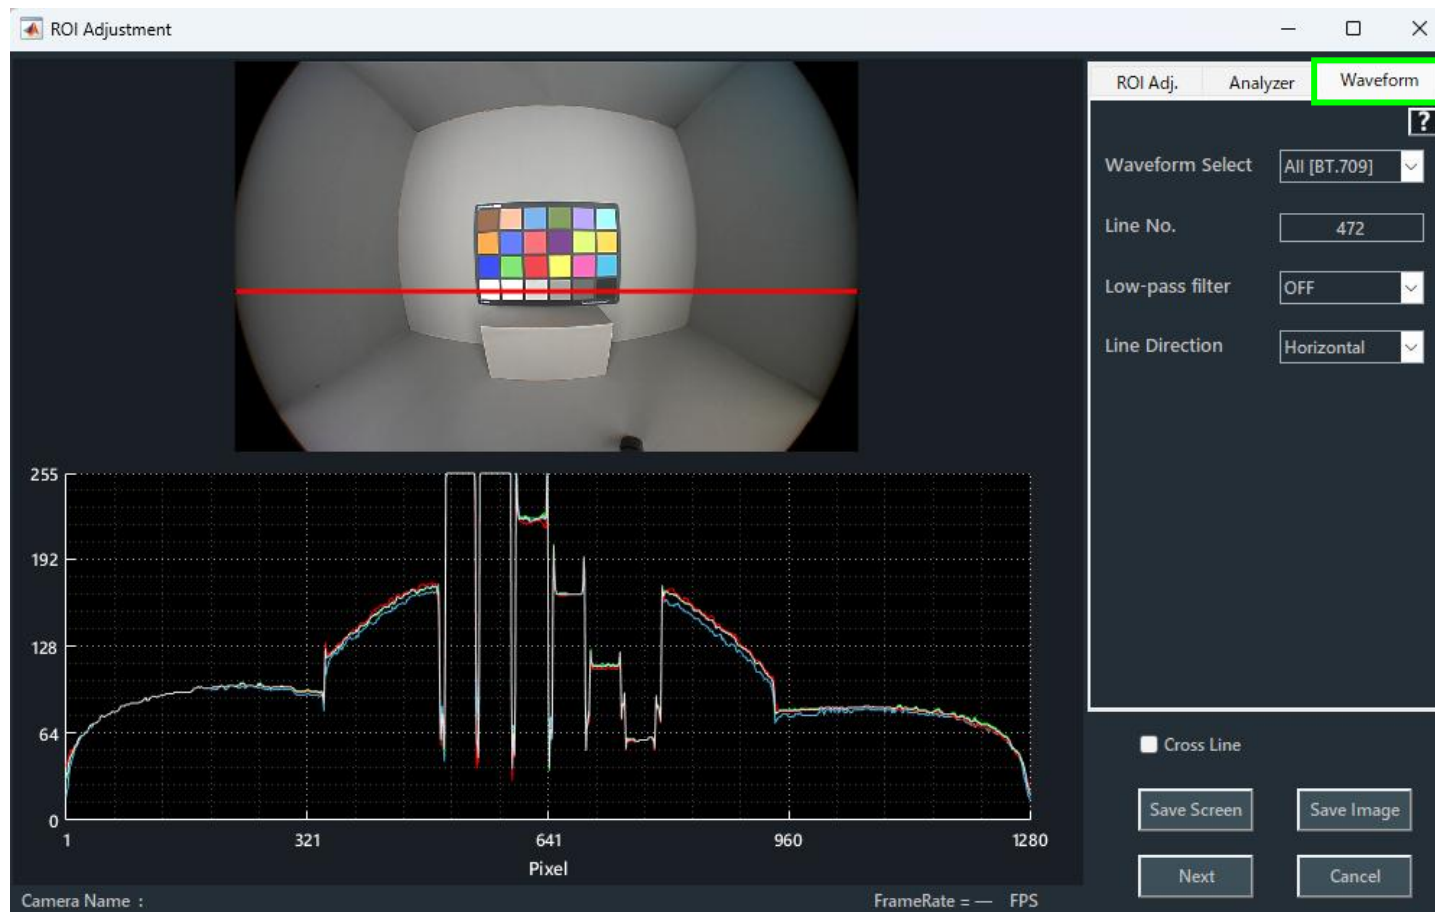 ROI Adjustment
ROI Adj. Analyzer Waveform
?
Waveform Select All [BT.709]
Line No. 472
Low-pass filter OFF
Line Direction Horizontal
255
192
128
64
0
1 321 641 960 1280
Pixel
Cross Line
Save Screen Save Image
Next Cancel
Camera Name : FrameRate = — FPS